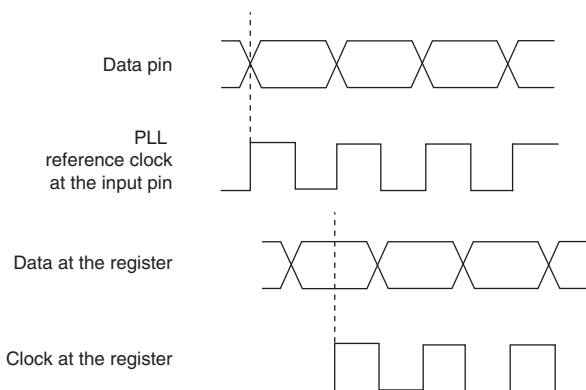 Data pin
PLL
reference clock
at the input pin
Data at the register
Clock at the register